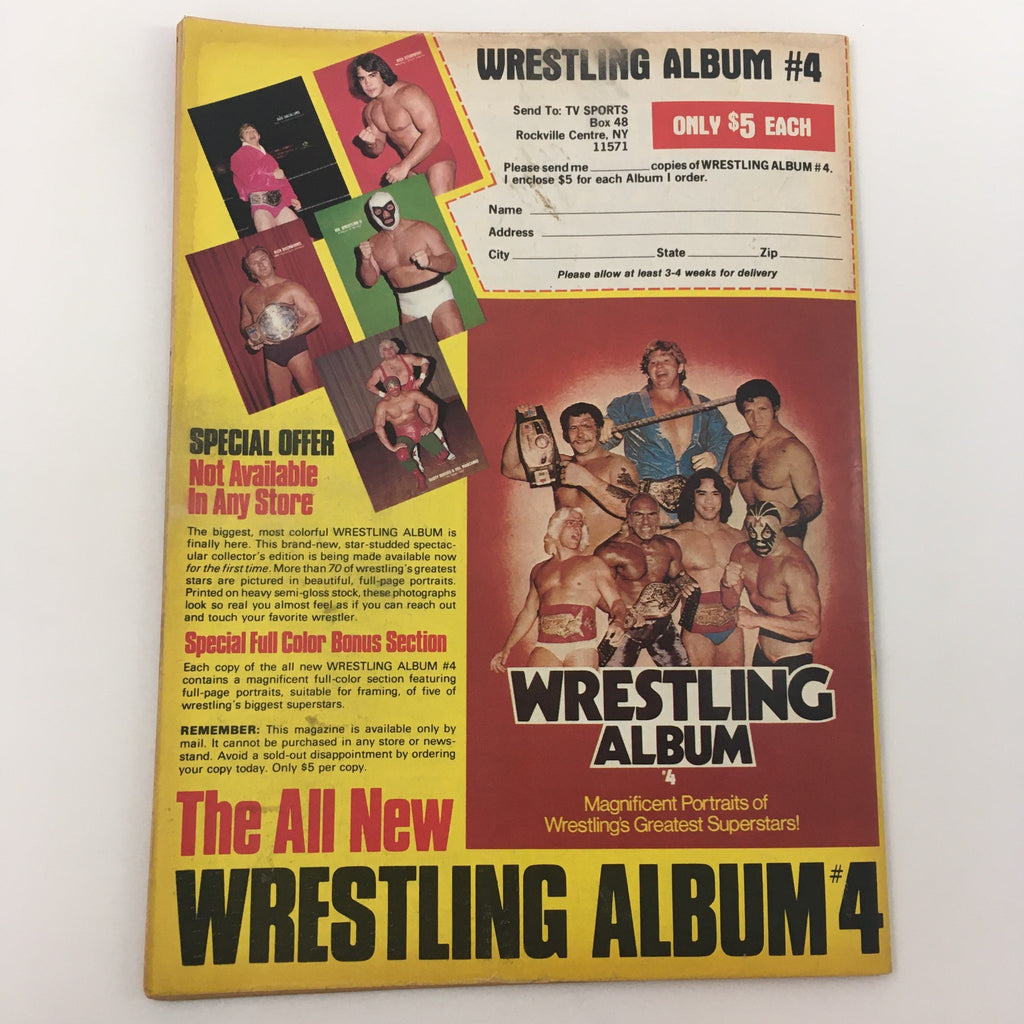 WRESTLING ALBUM #4
Send To: TV SPORTS
Box 48
Rockville Centre, NY
11571
ONLY $5 EACH
Please send me ________ copies of WRESTLING ALBUM #4.
I enclose $5 for each Album I order.
Name
Address
City State Zip
Please allow at least 3-4 weeks for delivery
SPECIAL OFFER
Not Available
In Any Store
The biggest, most colorful WRESTLING ALBUM is
finally here. This brand-new, star-studded spectac-
ular collector's edition is being made available now
for the first time. More than 70 of wrestling's greatest
stars are pictured in beautiful, full-page portraits.
Printed on heavy semi-gloss stock, these photographs
look so real you almost feel as if you can reach out
and touch your favorite wrestler.
Special Full Color Bonus Section
Each copy of the all new WRESTLING ALBUM #4
contains a magnificent full-color section featuring
full-page portraits, suitable for framing, of five of
wrestling's biggest superstars.
REMEMBER: This magazine is available only by
mail. It cannot be purchased in any store or news-
stand. Avoid a sold-out disappointment by ordering
your copy today. Only $5 per copy.
WRESTLING
ALBUM
#4
Magnificent Portraits of
Wrestling's Greatest Superstars!
The All New
WRESTLING ALBUM #4